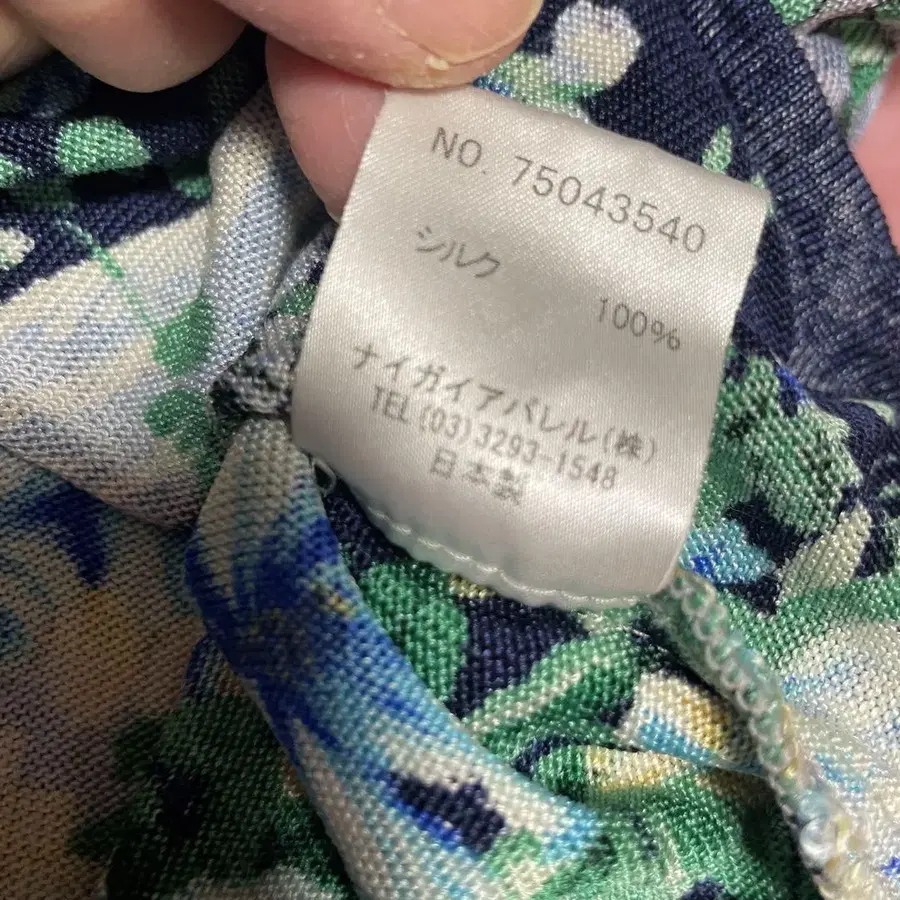 NO. 75043540
シルク
100%
ナイガイアパレル(株)
TEL(03)3293-1548
日本製